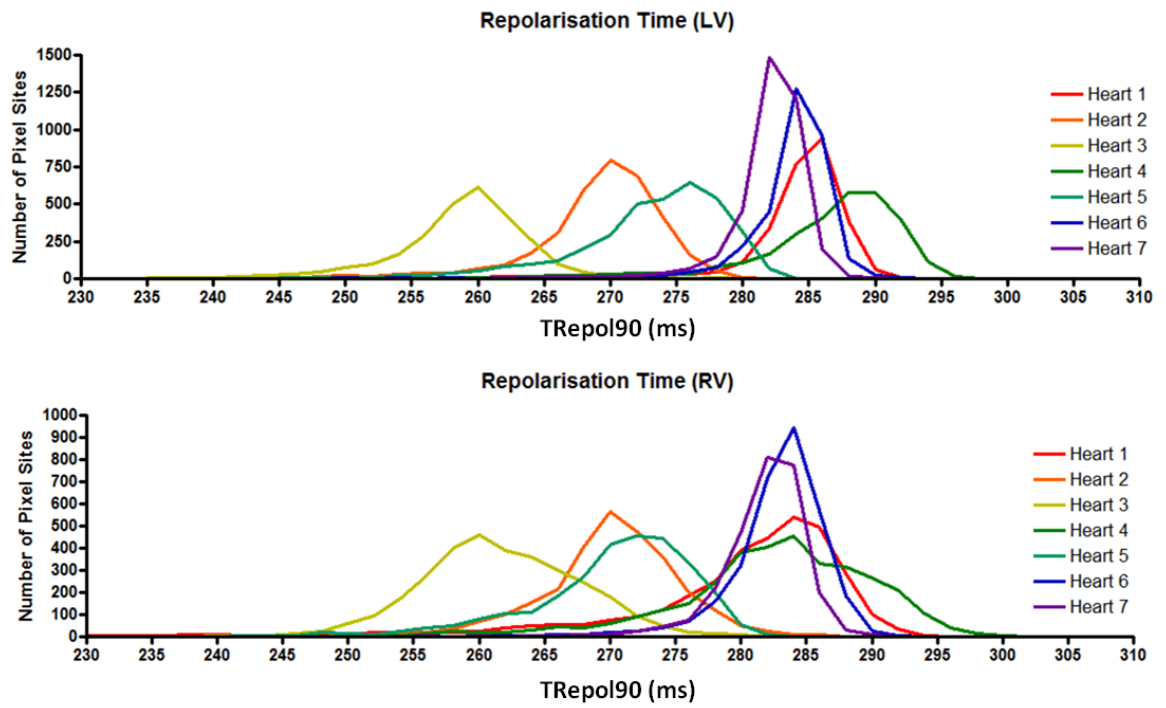 Repolarisation Time (LV)
Number of Pixel Sites
1500
1250
1000
750
500
250
0
230 235 240 245 250 255 260 265 270 275 280 285 290 295 300 305 310
TRepol90 (ms)
Heart 1
Heart 2
Heart 3
Heart 4
Heart 5
Heart 6
Heart 7
Repolarisation Time (RV)
Number of Pixel Sites
1000
900
800
700
600
500
400
300
200
100
0
230 235 240 245 250 255 260 265 270 275 280 285 290 295 300 305 310
TRepol90 (ms)
Heart 1
Heart 2
Heart 3
Heart 4
Heart 5
Heart 6
Heart 7